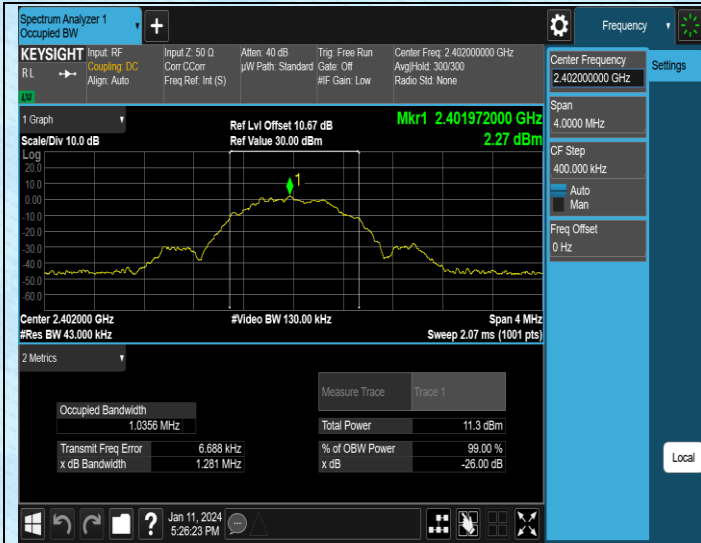 Spectrum Analyzer 1
Occupied BW
+
Frequency
KEYSIGHT
RL
LXI
Input: RF
Coupling: DC
Align: Auto
Input Z: 50 Ω
Corr CCorr
Freq Ref: Int (S)
Atten: 40 dB
µW Path: Standard
Trig: Free Run
Gate: Off
#IF Gain: Low
Center Freq: 2.402000000 GHz
Avg|Hold: 300/300
Radio Std: None
1 Graph
Scale/Div 10.0 dB
Ref Lvl Offset 10.67 dB
Ref Value 30.00 dBm
Mkr1 2.401972000 GHz
2.27 dBm
Log
20.0
10.0
0.00
-10.0
-20.0
-30.0
-40.0
-50.0
-60.0
1
Center 2.402000 GHz
#Res BW 43.000 kHz
#Video BW 130.00 kHz
Span 4 MHz
Sweep 2.07 ms (1001 pts)
2 Metrics
Measure Trace Trace 1
Occupied Bandwidth
1.0356 MHz
Total Power 11.3 dBm
Transmit Freq Error 6.688 kHz
% of OBW Power 99.00 %
x dB Bandwidth 1.281 MHz
x dB -26.00 dB
Center Frequency
2.402000000 GHz
Settings
Span
4.0000 MHz
CF Step
400.000 kHz
Auto
Man
Freq Offset
0 Hz
Local
?
Jan 11, 2024
5:26:23 PM